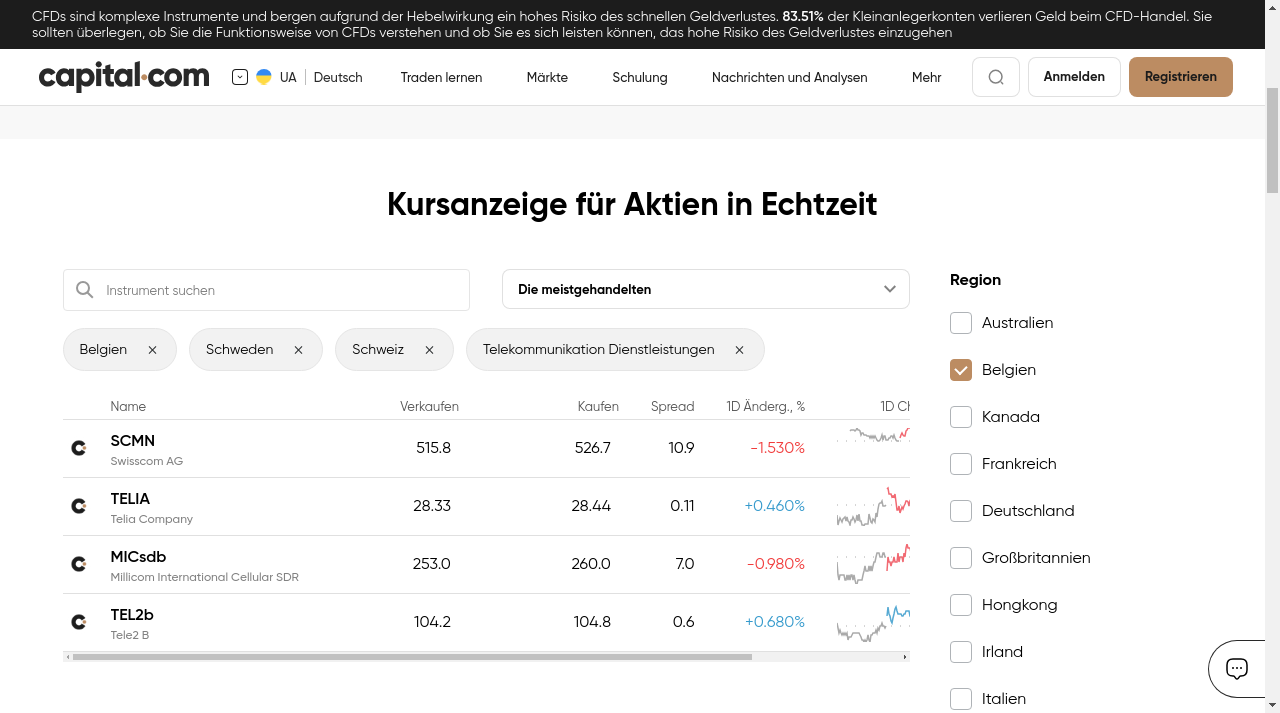 CFDs sind komplexe Instrumente und bergen aufgrund der Hebelwirkung ein hohes Risiko des schnellen Geldverlustes. 83.51% der Kleinanlegerkonten verlieren Geld beim CFD-Handel. Sie
sollten überlegen, ob Sie die Funktionsweise von CFDs verstehen und ob Sie es sich leisten können, das hohe Risiko des Geldverlustes einzugehen
capital.com UA Deutsch Traden lernen Märkte Schulung Nachrichten und Analysen Mehr Anmelden Registrieren
Kursanzeige für Aktien in Echtzeit
Instrument suchen
Die meistgehandelten
Belgien
Schweden
Schweiz
Telekommunikation Dienstleistungen
Name Verkaufen Kaufen Spread 1D Änderg., % 1D
SCMN 515.8 526.7 10.9 -1.530%
Swisscom AG
TELIA 28.33 28.44 0.11 +0.460%
Telia Company
MICsdb 253.0 260.0 7.0 -0.980%
Millicom International Cellular SDR
TEL2b 104.2 104.8 0.6 +0.680%
Tele2 B
Region
Australien
Belgien
Kanada
Frankreich
Deutschland
Großbritannien
Hongkong
Irland
Italien